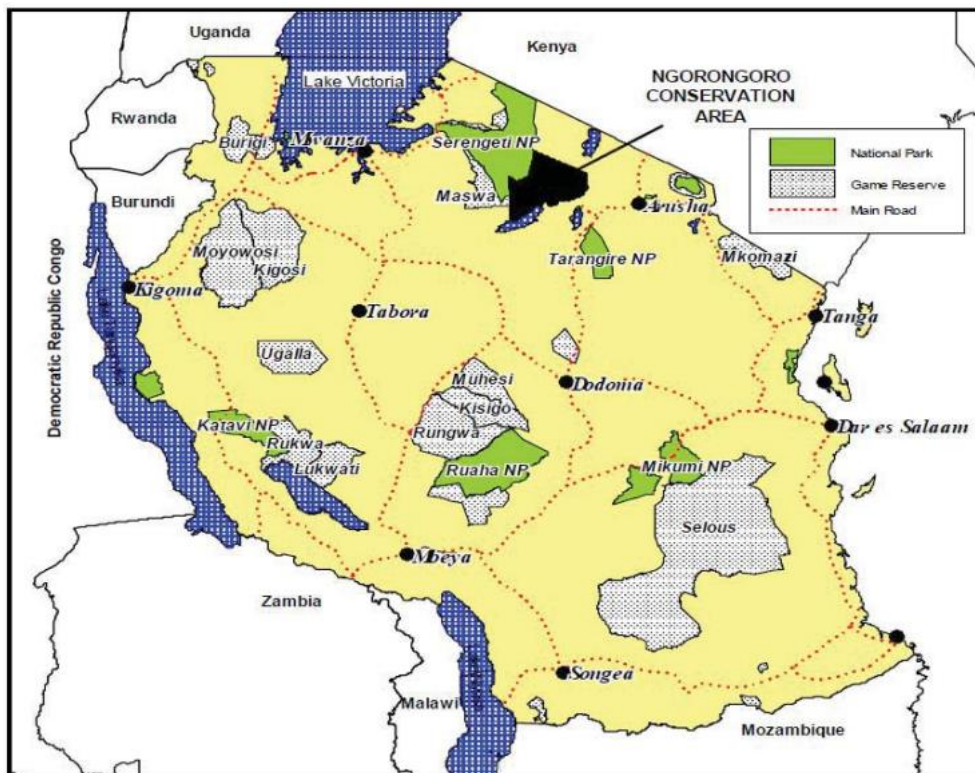 Uganda
Kenya
Lake Victoria
NGORONGORO
CONSERVATION
AREA
Rwanda
Burigi
Mwanza
Serengeti NP
National Park
Game Reserve
Main Road
Burundi
Maswa
Arusha
Moyowosi
Kigosi
Tarangire NP
Mkomazi
Kigoma
Tabora
Tanga
Democratic Republic Congo
Ugalla
Muhesi
Dodoma
Kisigo
Katavi NP
Rungwa
Dar es Salaam
Rukwa
Lukwati
Ruaha NP
Mikumi NP
Selous
Mbeya
Zambia
Songea
Malawi
Mozambique